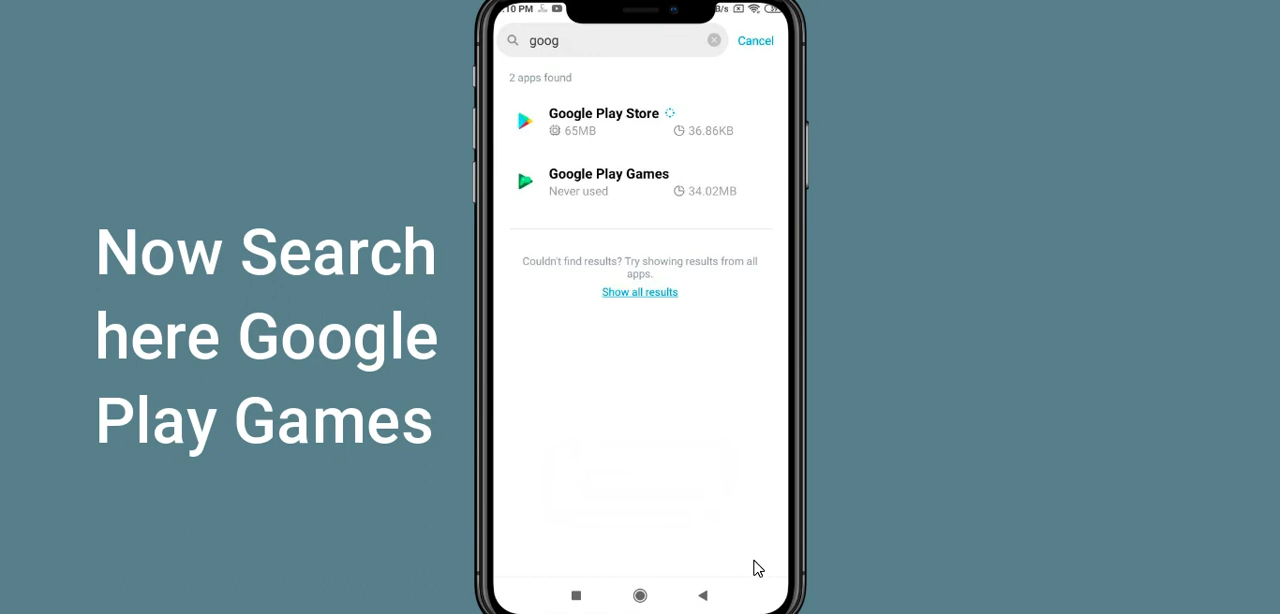 :10 PM
goog
Cancel
2 apps found
Google Play Store
65MB
36.86KB
Google Play Games
Never used
34.02MB
Couldn't find results? Try showing results from all
apps.
Show all results
Now Search
here Google
Play Games